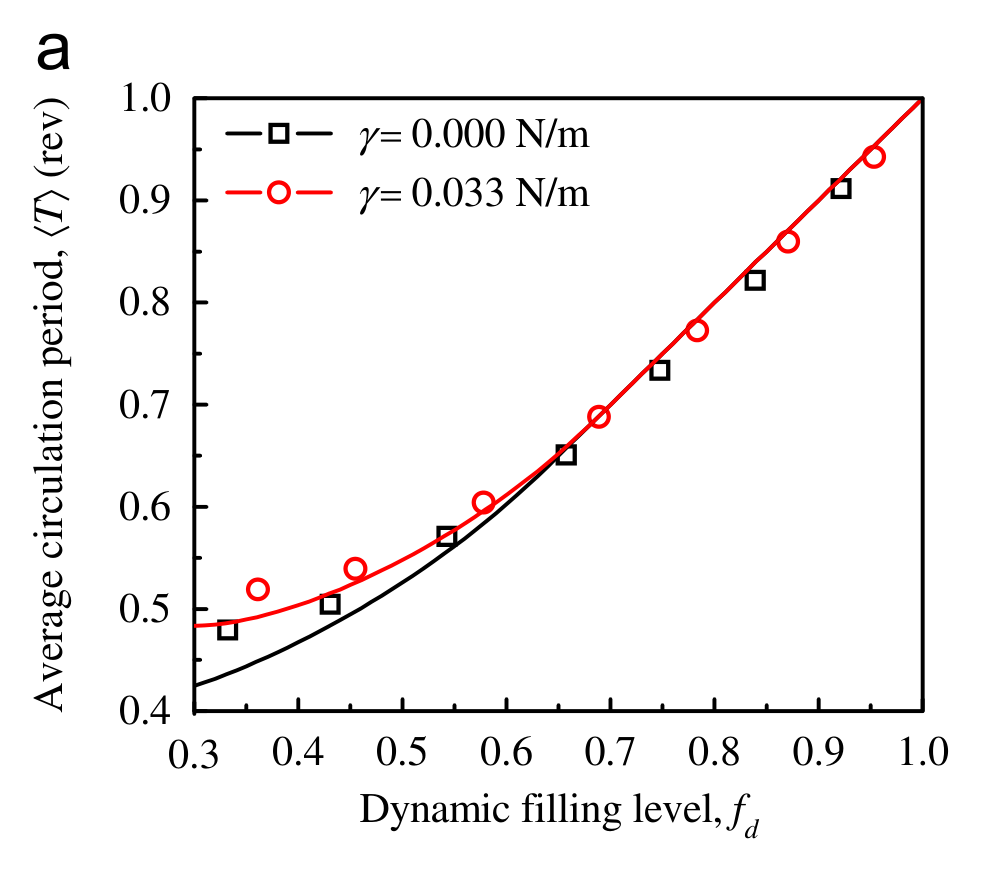 a
1.0
0.9
0.8
0.7
0.6
0.5
0.4
Average circulation period, ⟨T⟩ (rev)
γ= 0.000 N/m
γ= 0.033 N/m
0.3 0.4 0.5 0.6 0.7 0.8 0.9 1.0
Dynamic filling level, f_d